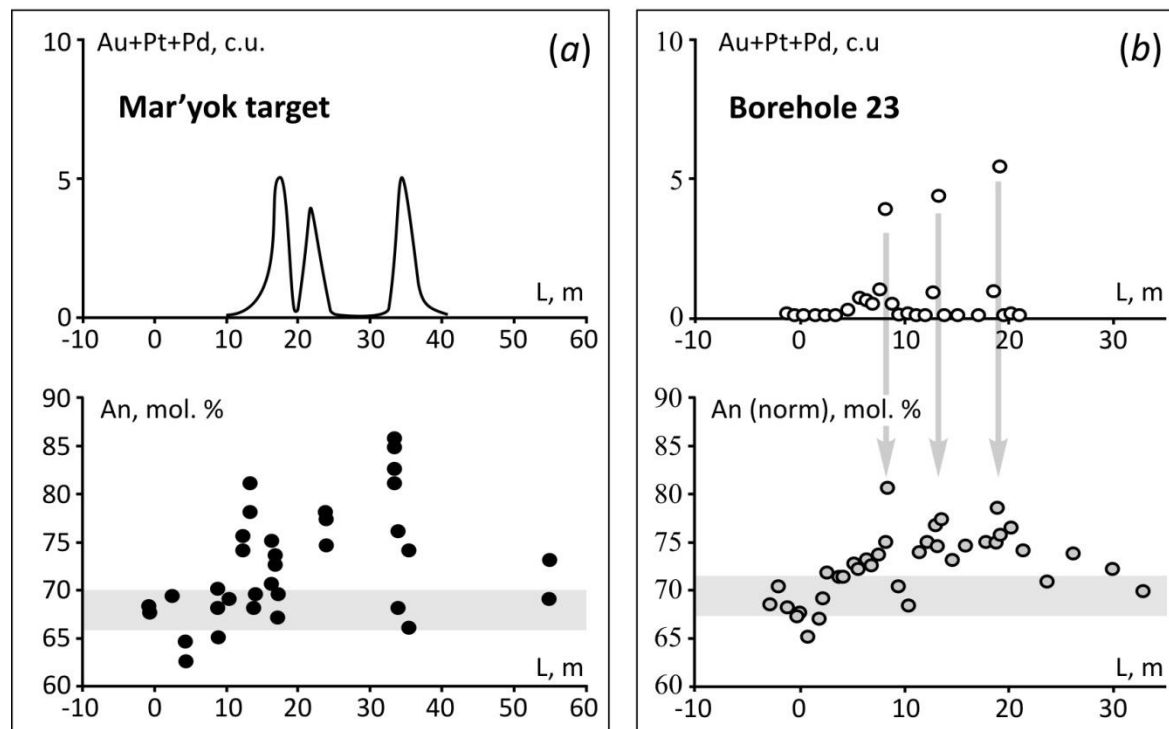 (a)
Au+Pt+Pd, c.u.
Mar'yok target
10
5
0
-10 0 10 20 30 40 50 60
L, m
An, mol. %
90
85
80
75
70
65
60
-10 0 10 20 30 40 50 60
L, m
(b)
Au+Pt+Pd, c.u
Borehole 23
10
5
0
-10 0 10 20 30
L, m
An (norm), mol. %
90
85
80
75
70
65
60
-10 0 10 20 30
L, m